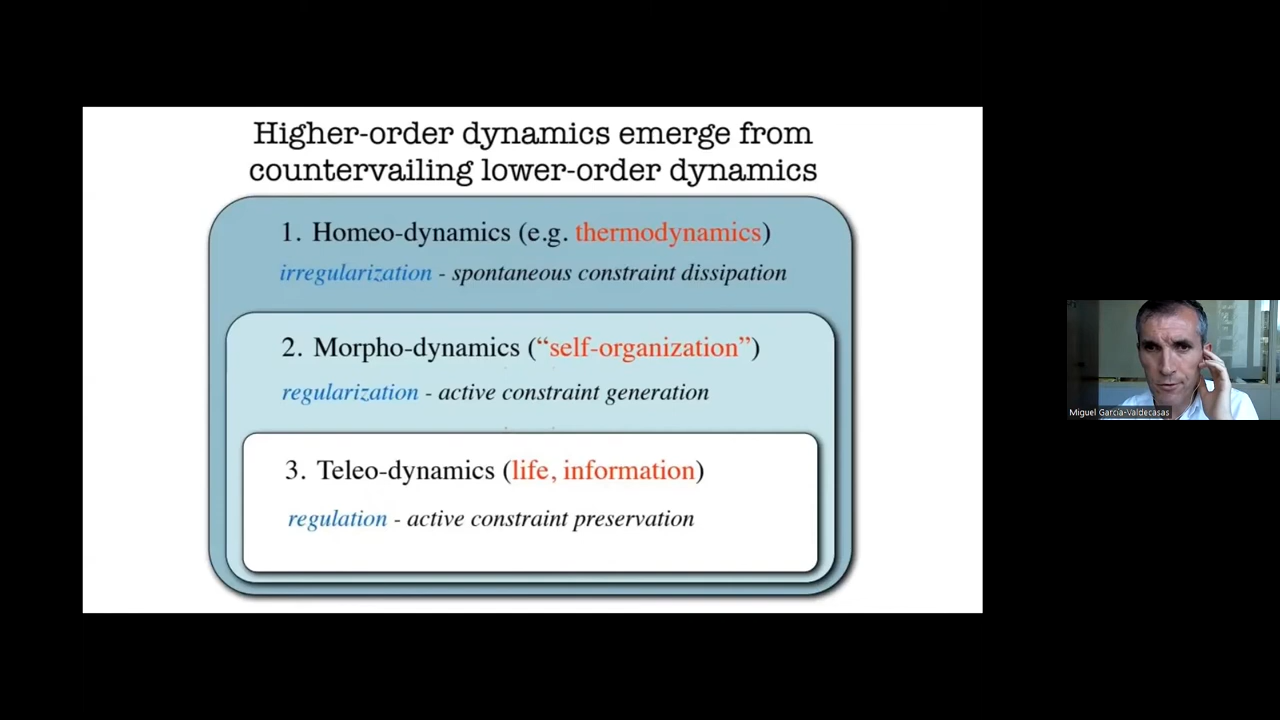 Higher-order dynamics emerge from
countervailing lower-order dynamics
1. Homeo-dynamics (e.g. thermodynamics)
irregularization - spontaneous constraint dissipation
2. Morpho-dynamics (“self-organization”)
regularization - active constraint generation
3. Teleo-dynamics (life, information)
regulation - active constraint preservation
Miguel García-Valdecasas